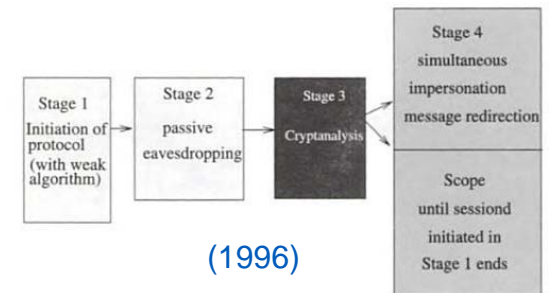 Stage 1
Initiation of
protocol
(with weak
algorithm)
Stage 2
passive
eavesdropping
Stage 3
Cryptanalysis
Stage 4
simultaneous
impersonation
message redirection
Scope
until sessiond
initiated in
Stage 1 ends
(1996)